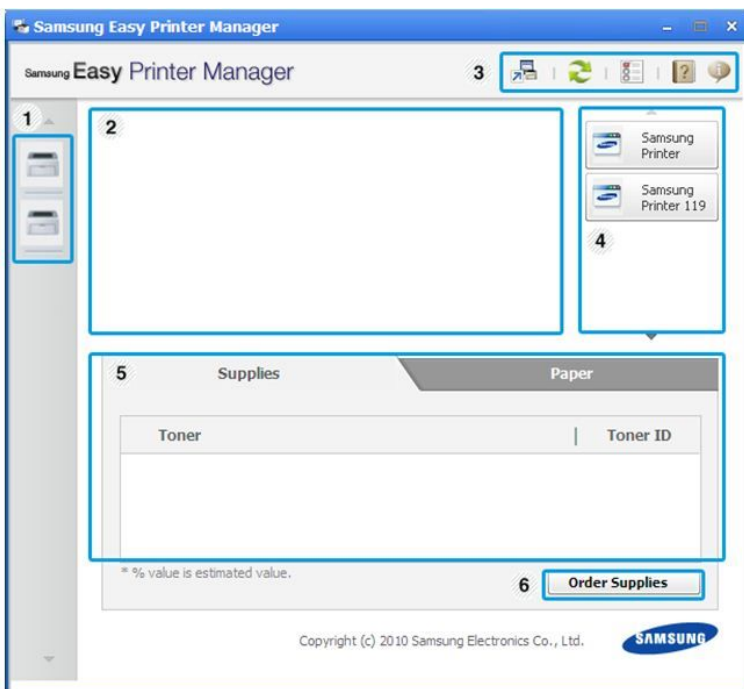 Samsung Easy Printer Manager
Samsung Easy Printer Manager
3
?
1
2
Samsung
Printer
Samsung
Printer 119
4
5
Supplies
Paper
Toner
Toner ID
* % value is estimated value.
6
Order Supplies
Copyright (c) 2010 Samsung Electronics Co., Ltd.
SAMSUNG